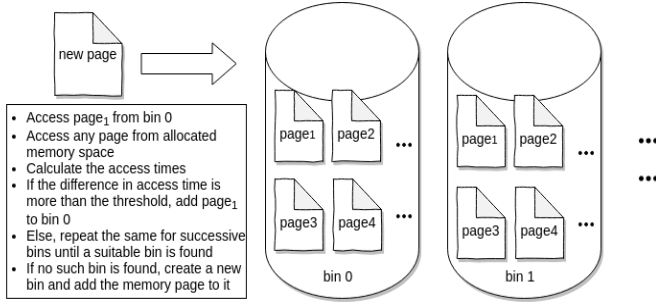 new page
• Access page1 from bin 0
• Access any page from allocated
memory space
• Calculate the access times
• If the difference in access time is
more than the threshold, add page1
to bin 0
• Else, repeat the same for successive
bins until a suitable bin is found
• If no such bin is found, create a new
bin and add the memory page to it
page1 page2 ...
page3 page4 ...
bin 0
page1 page2 ...
page3 page4 ...
bin 1
...
...